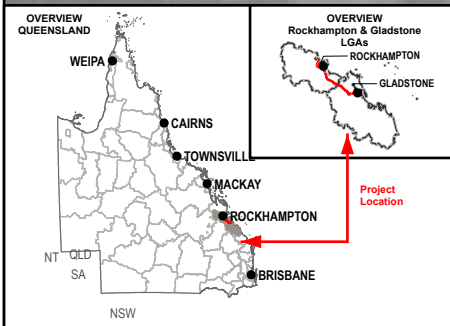 OVERVIEW
QUEENSLAND
WEIPA
CAIRNS
TOWNSVILLE
MACKAY
ROCKHAMPTON
BRISBANE
NT
QLD
SA
NSW
OVERVIEW
Rockhampton & Gladstone
LGAs
ROCKHAMPTON
GLADSTONE
Project
Location